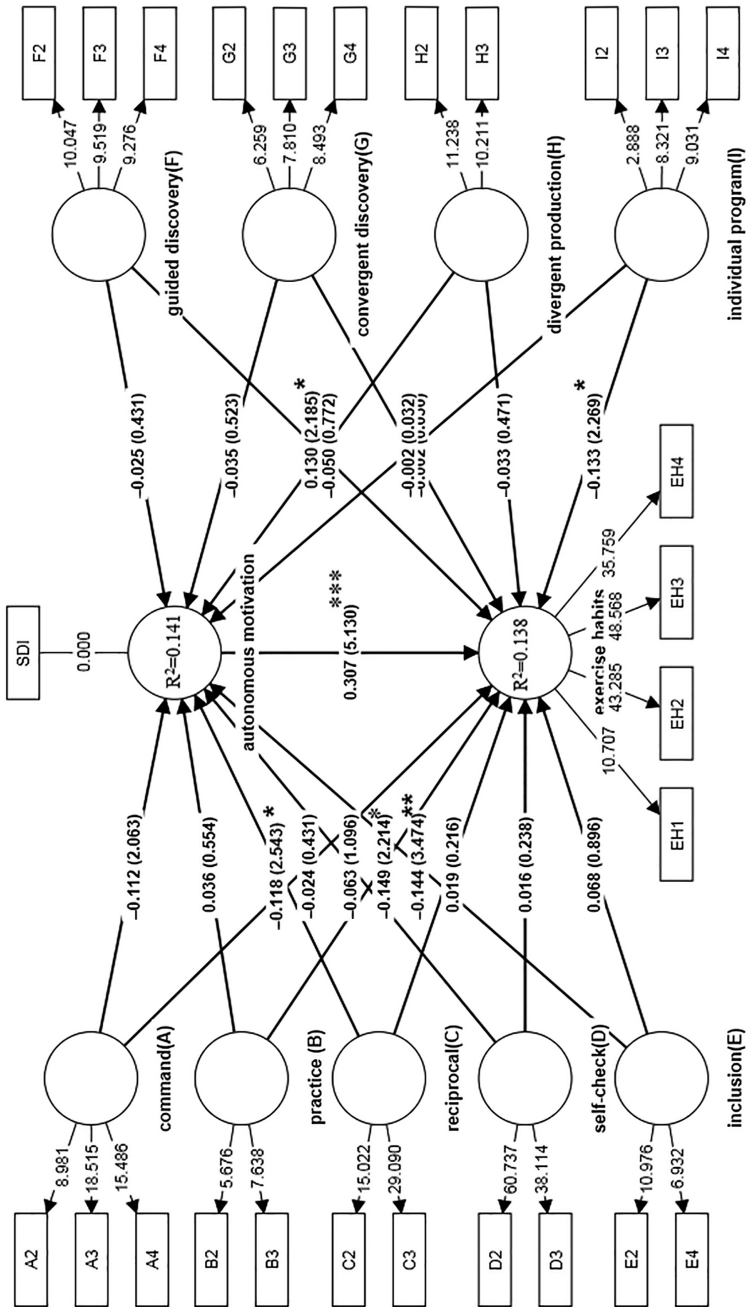 F2
F3
F4
G2
G3
G4
H2
H3
I2
I3
I4
10.047
9.519
9.276
6.259
7.810
8.493
11.238
10.211
2.888
8.321
9.031
guided discovery(F)
convergent discovery(G)
divergent production(H)
individual program(I)
−0.025 (0.431)
−0.035 (0.523)
0.130 (2.185)
*
−0.050 (0.772)
−0.002 (0.032)
−0.033 (0.471)
−0.133 (2.269)
*
SDI
0.000
R²=0.141
autonomous motivation
0.307 (5.130)
***
R²=0.138
exercise habits
10.707
43.285
48.568
35.759
EH1
EH2
EH3
EH4
−0.112 (2.063)
0.036 (0.554)
−0.118 (2.543)
*
−0.024 (0.431)
−0.063 (1.096)
−0.149 (2.214)
*
−0.144 (3.474)
**
0.019 (0.216)
0.016 (0.238)
0.068 (0.896)
command(A)
practice (B)
reciprocal(C)
self-check(D)
inclusion(E)
8.981
18.515
15.486
5.676
7.638
15.022
29.090
60.737
38.114
10.976
6.932
A2
A3
A4
B2
B3
C2
C3
D2
D3
E2
E4